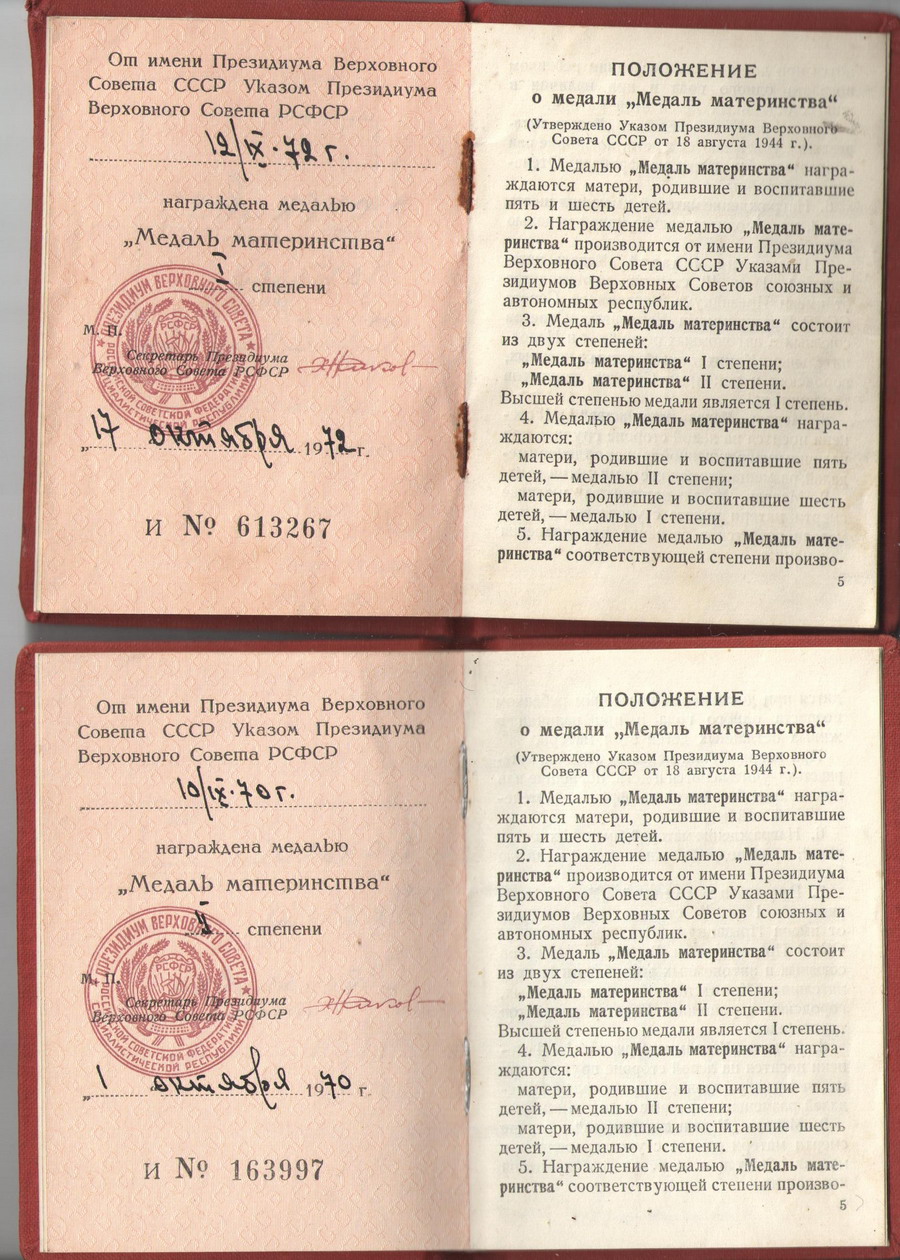 От имени Президиума Верховного
Совета СССР Указом Президиума
Верховного Совета РСФСР
12/IX-72 г.
награждена медалью
„Медаль материнства“
I степени
М. П.
Секретарь Президиума
Верховного Совета РСФСР
ПРЕЗИДИУМ ВЕРХОВНОГО СОВЕТА
РСФСР
„17 октября 1972 г.
И № 613267
ПОЛОЖЕНИЕ
о медали „Медаль материнства“
(Утверждено Указом Президиума Верховного
Совета СССР от 18 августа 1944 г.).
1. Медалью „Медаль материнства“ награ-
ждаются матери, родившие и воспитавшие
пять и шесть детей.
2. Награждение медалью „Медаль мате-
ринства“ производится от имени Президиума
Верховного Совета СССР Указами Пре-
зидиумов Верховных Советов союзных и
автономных республик.
3. Медаль „Медаль материнства“ состоит
из двух степеней:
„Медаль материнства“ I степени;
„Медаль материнства“ II степени.
Высшей степенью медали является I степень.
4. Медалью „Медаль материнства“ награ-
ждаются:
матери, родившие и воспитавшие пять
детей, — медалью II степени;
матери, родившие и воспитавшие шесть
детей, — медалью I степени.
5. Награждение медалью „Медаль мате-
ринства“ соответствующей степени произво-
5
От имени Президиума Верховного
Совета СССР Указом Президиума
Верховного Совета РСФСР
10/IX-70 г.
награждена медалью
„Медаль материнства“
II степени
М. П.
Секретарь Президиума
Верховного Совета РСФСР
ПРЕЗИДИУМ ВЕРХОВНОГО СОВЕТА
РСФСР
„1 октября 1970 г.
И № 163997
ПОЛОЖЕНИЕ
о медали „Медаль материнства“
(Утверждено Указом Президиума Верховного
Совета СССР от 18 августа 1944 г.).
1. Медалью „Медаль материнства“ награ-
ждаются матери, родившие и воспитавшие
пять и шесть детей.
2. Награждение медалью „Медаль мате-
ринства“ производится от имени Президиума
Верховного Совета СССР Указами Пре-
зидиумов Верховных Советов союзных и
автономных республик.
3. Медаль „Медаль материнства“ состоит
из двух степеней:
„Медаль материнства“ I степени;
„Медаль материнства“ II степени.
Высшей степенью медали является I степень.
4. Медалью „Медаль материнства“ награ-
ждаются:
матери, родившие и воспитавшие пять
детей, — медалью II степени;
матери, родившие и воспитавшие шесть
детей, — медалью I степени.
5. Награждение медалью „Медаль мате-
ринства“ соответствующей степени произво-
5